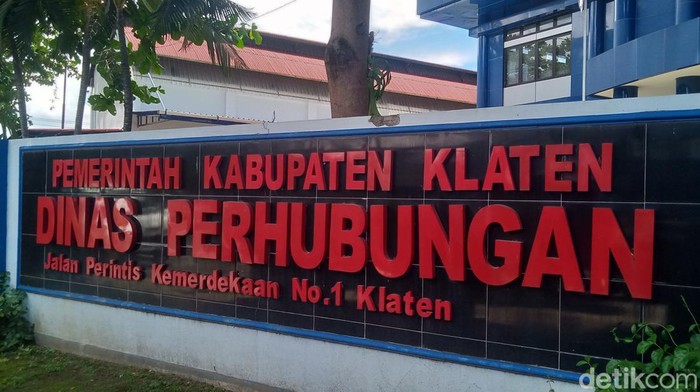 PEMERINTAH KABUPATEN KLATEN
DINAS PERHUBUNGAN
Jalan Perintis Kemerdekaan No.1 Klaten
detikcom